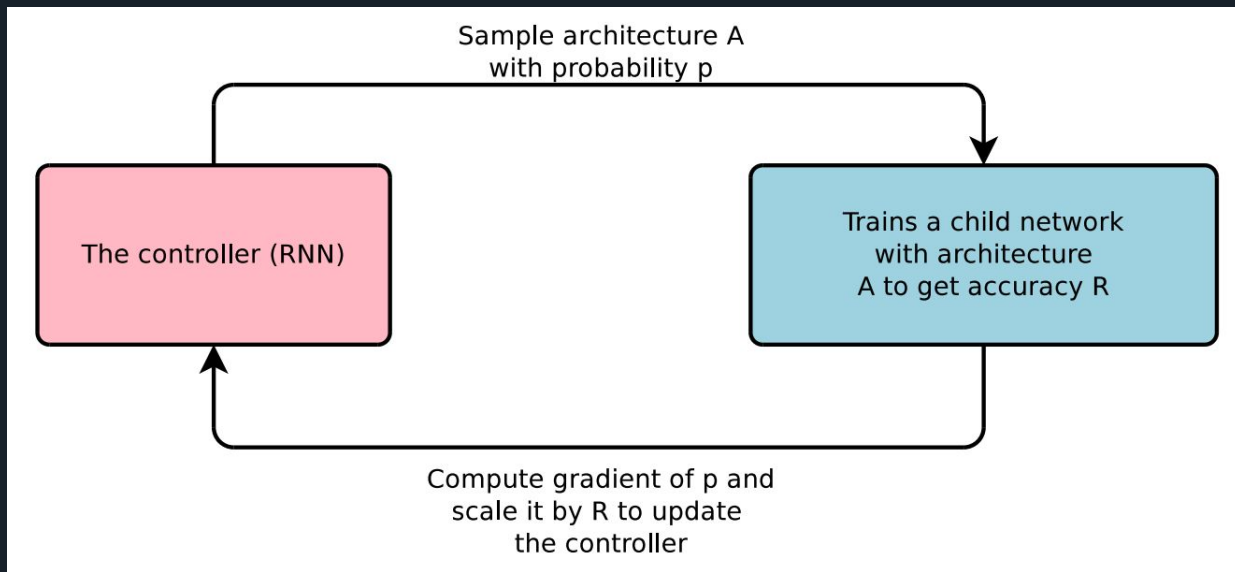 Sample architecture A
with probability p
The controller (RNN)
Trains a child network
with architecture
A to get accuracy R
Compute gradient of p and
scale it by R to update
the controller